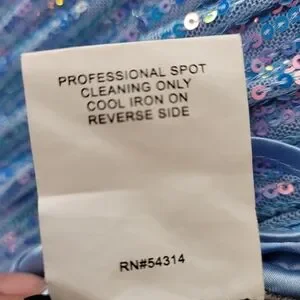 PROFESSIONAL SPOT
CLEANING ONLY
COOL IRON ON
REVERSE SIDE
RN#54314